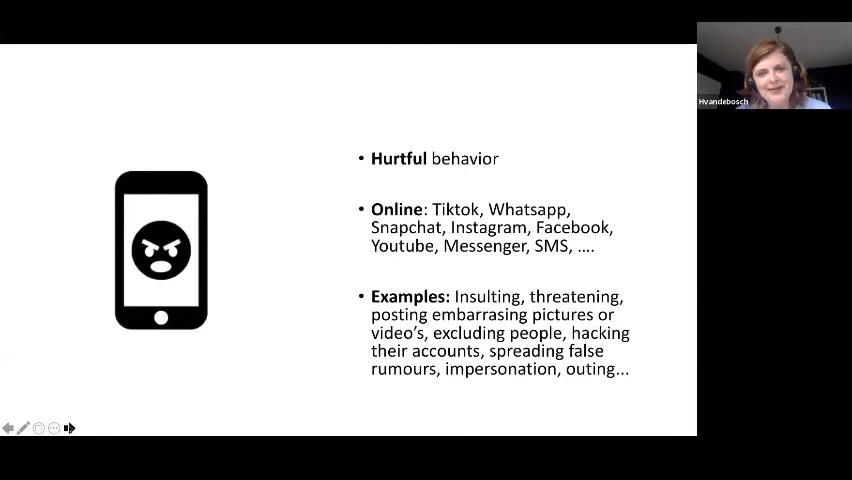 • Hurtful behavior
• Online: Tiktok, Whatsapp,
Snapchat, Instagram, Facebook,
Youtube, Messenger, SMS, ....
• Examples: Insulting, threatening,
posting embarrasing pictures or
video's, excluding people, hacking
their accounts, spreading false
rumours, impersonation, outing...
Hvandebosch